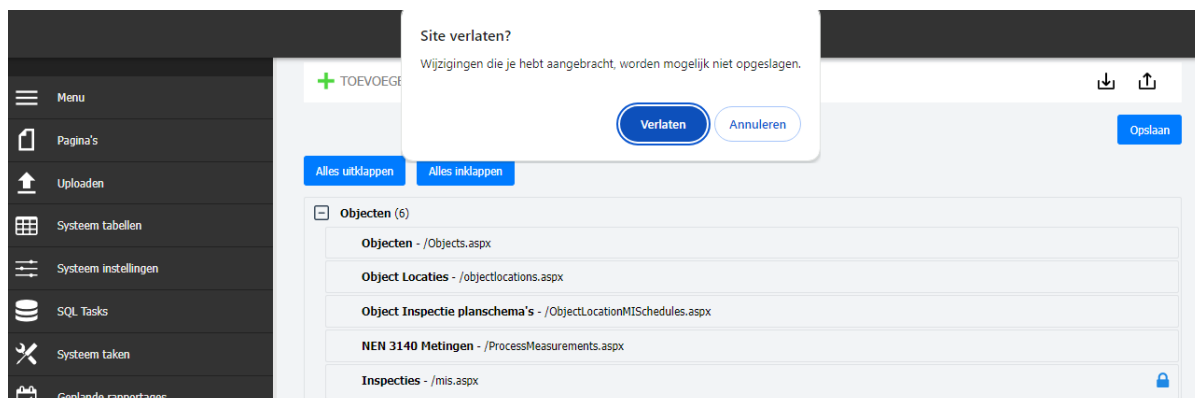 Site verlaten?
Wijzigingen die je hebt aangebracht, worden mogelijk niet opgeslagen.
Verlaten
Annuleren
TOEVOEGE
Opslaan
Menu
Pagina's
Uploaden
Systeem tabellen
Systeem instellingen
SQL Tasks
Systeem taken
Geplande rapportages
Alles uitklappen
Alles inklappen
Objecten (6)
Objecten - /Objects.aspx
Object Locaties - /objectlocations.aspx
Object Inspectie planschema's - /ObjectLocationMISchedules.aspx
NEN 3140 Metingen - /ProcessMeasurements.aspx
Inspecties - /mis.aspx